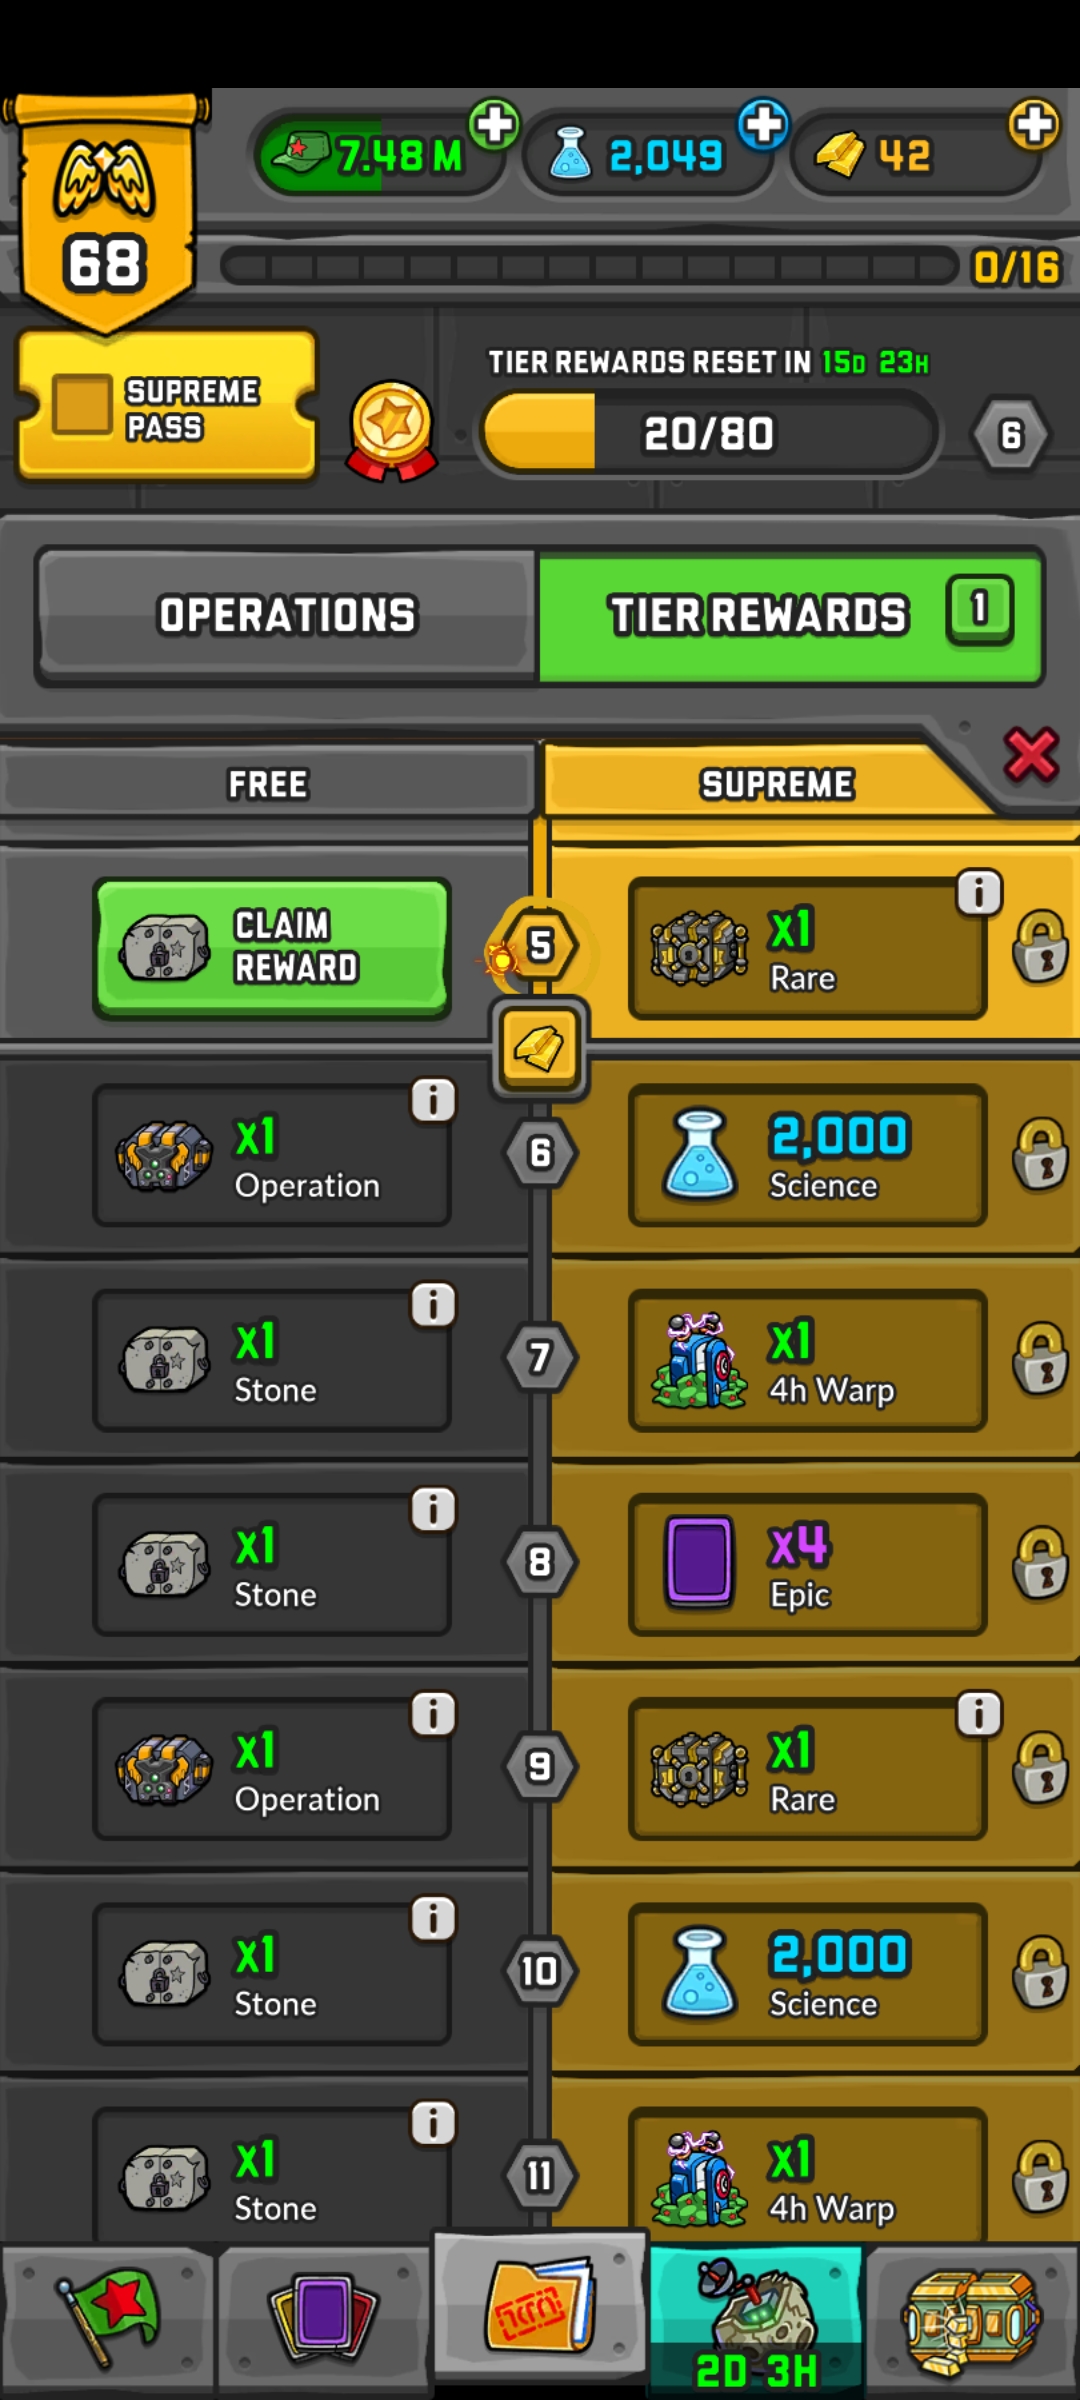 7.48 M
2,049
42
68
0/16
SUPREME
PASS
TIER REWARDS RESET IN 15D 23H
20/80
6
OPERATIONS
TIER REWARDS
1
FREE
SUPREME
CLAIM
REWARD
5
x1
Rare
x1
Operation
6
2,000
Science
x1
Stone
7
x1
4h Warp
x1
Stone
8
x4
Epic
x1
Operation
9
x1
Rare
x1
Stone
10
2,000
Science
x1
Stone
11
x1
4h Warp
2D 3H